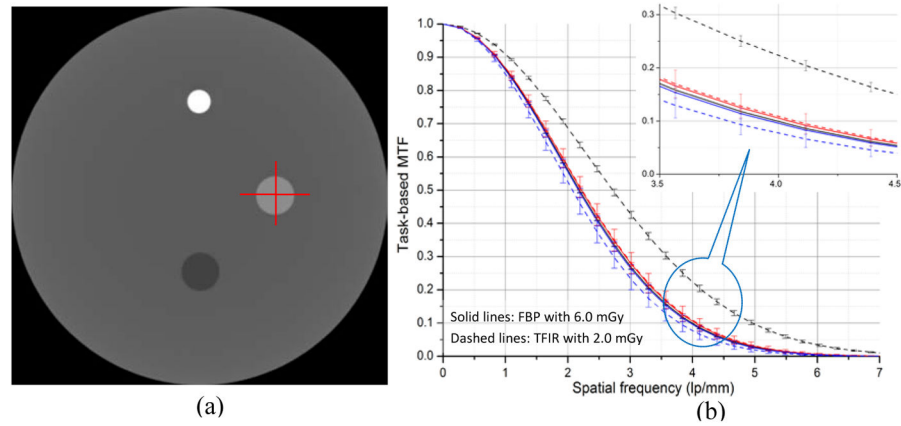 0.3
0.2
0.1
0.0
3.5 4.0 4.5
1.0
0.9
0.8
0.7
0.6
0.5
0.4
0.3
0.2
0.1
0.0
Task-based MTF
Solid lines: FBP with 6.0 mGy
Dashed lines: TFIR with 2.0 mGy
0 1 2 3 4 5 6 7
Spatial frequency (lp/mm)
(a)
(b)